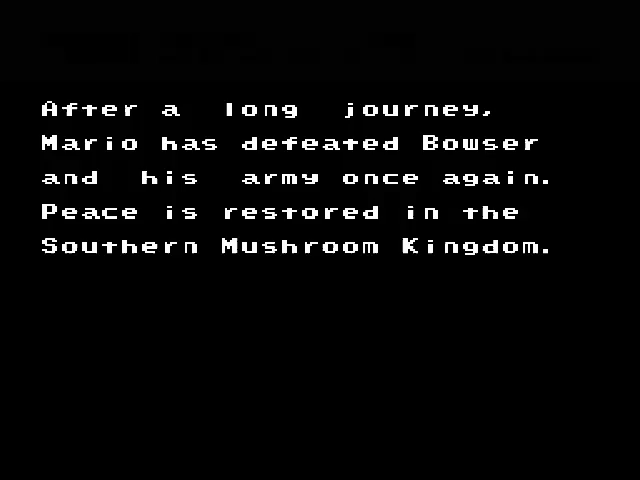 After a long journey,
Mario has defeated Bowser
and his army once again.
Peace is restored in the
Southern Mushroom Kingdom.